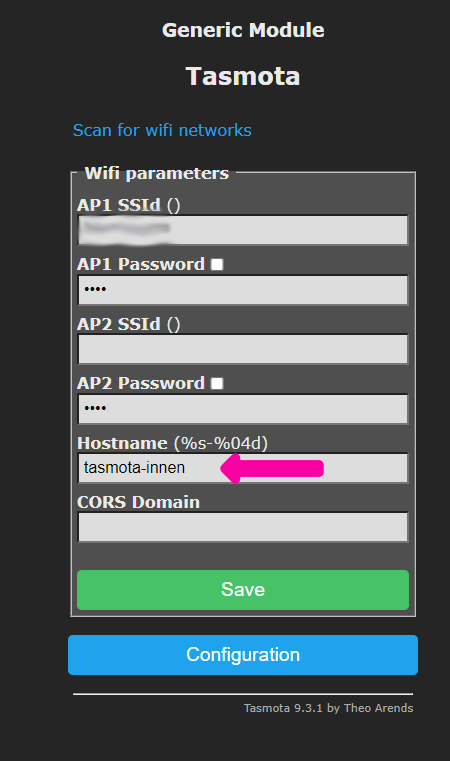 Generic Module
Tasmota
Scan for wifi networks
Wifi parameters
AP1 SSId ()
AP1 Password
••••
AP2 SSId ()
AP2 Password
••••
Hostname (%s-%04d)
tasmota-innen
CORS Domain
Save
Configuration
Tasmota 9.3.1 by Theo Arends